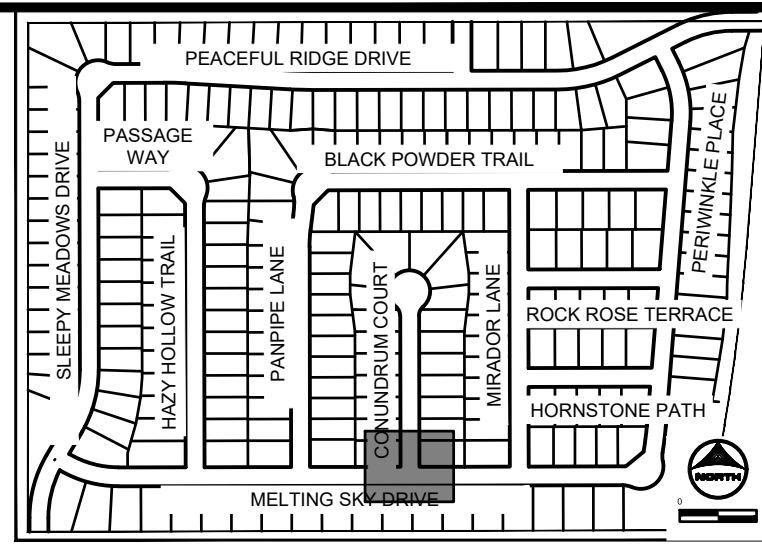 PEACEFUL RIDGE DRIVE
PASSAGE
WAY
BLACK POWDER TRAIL
SLEEPY MEADOWS DRIVE
HAZY HOLLOW TRAIL
PANPIPE LANE
CONUNDRUM COURT
MIRADOR LANE
PERIWINKLE PLACE
ROCK ROSE TERRACE
HORNSTONE PATH
MELTING SKY DRIVE
NORTH
0